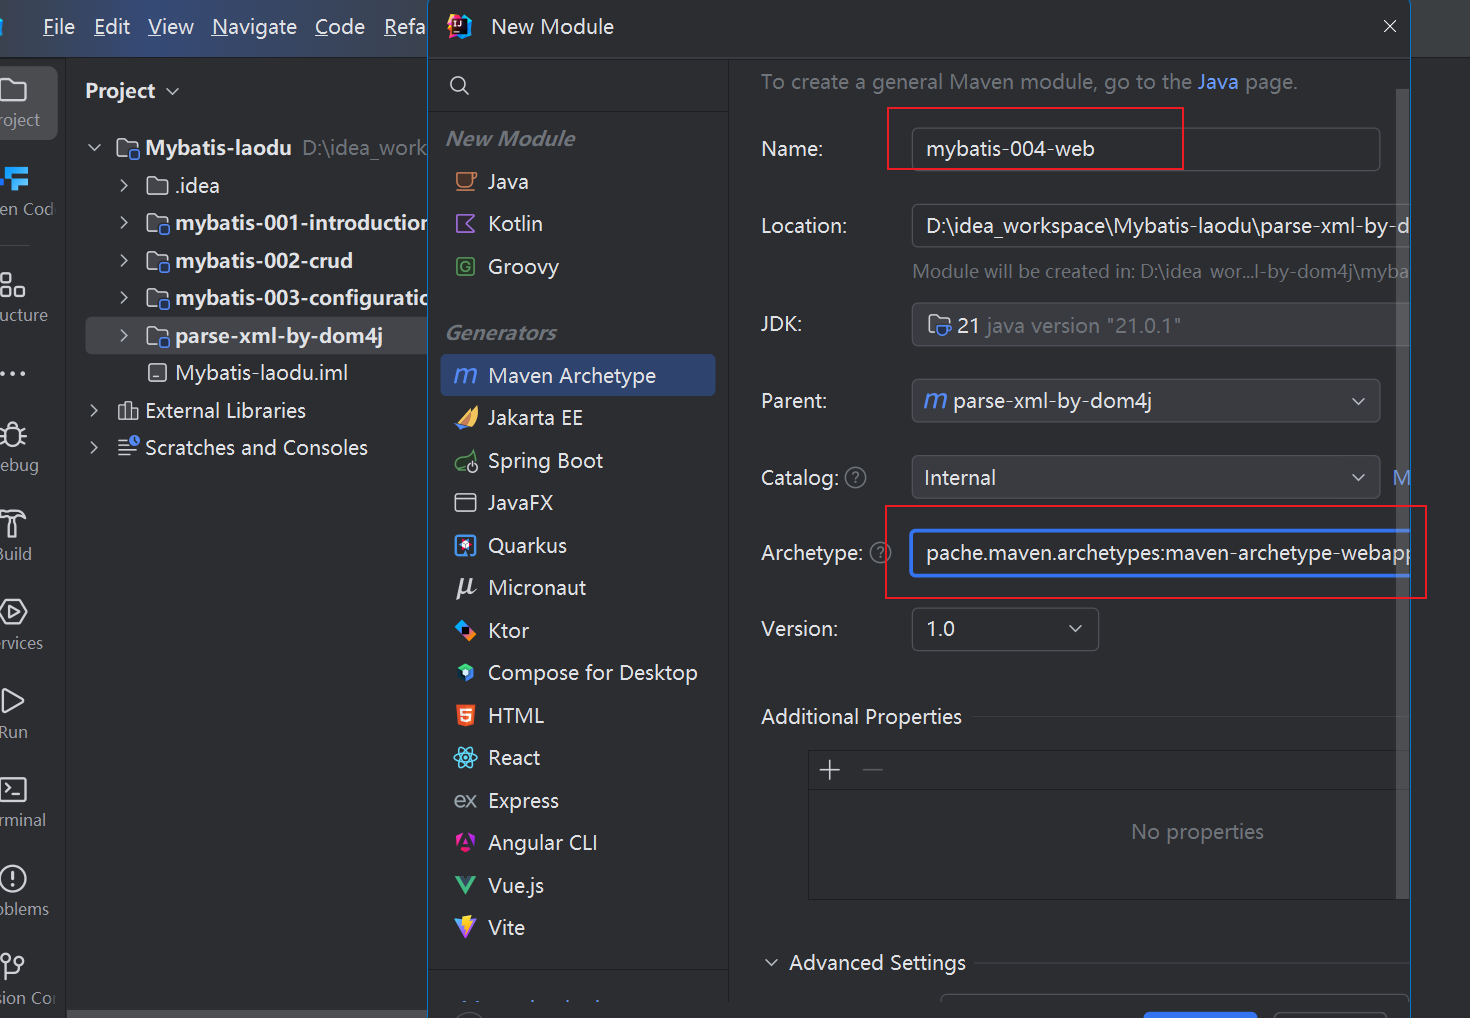 File Edit View Navigate Code Refa
New Module
Project
Mybatis-laodu D:\idea_work
.idea
mybatis-001-introduction
mybatis-002-crud
mybatis-003-configuratio
parse-xml-by-dom4j
Mybatis-laodu.iml
External Libraries
Scratches and Consoles
roject
en Cod
ucture
ebug
Build
ervices
Run
rminal
oblems
sion Co
New Module
Java
Kotlin
Groovy
Generators
Maven Archetype
Jakarta EE
Spring Boot
JavaFX
Quarkus
Micronaut
Ktor
Compose for Desktop
HTML
React
Express
Angular CLI
Vue.js
Vite
To create a general Maven module, go to the Java page.
Name: mybatis-004-web
Location: D:\idea_workspace\Mybatis-laodu\parse-xml-by-d
Module will be created in: D:\idea_wor...l-by-dom4j\myba
JDK: 21 java version "21.0.1"
Parent: parse-xml-by-dom4j
Catalog: ? Internal M
Archetype: ? pache.maven.archetypes:maven-archetype-webapp
Version: 1.0
Additional Properties
No properties
Advanced Settings